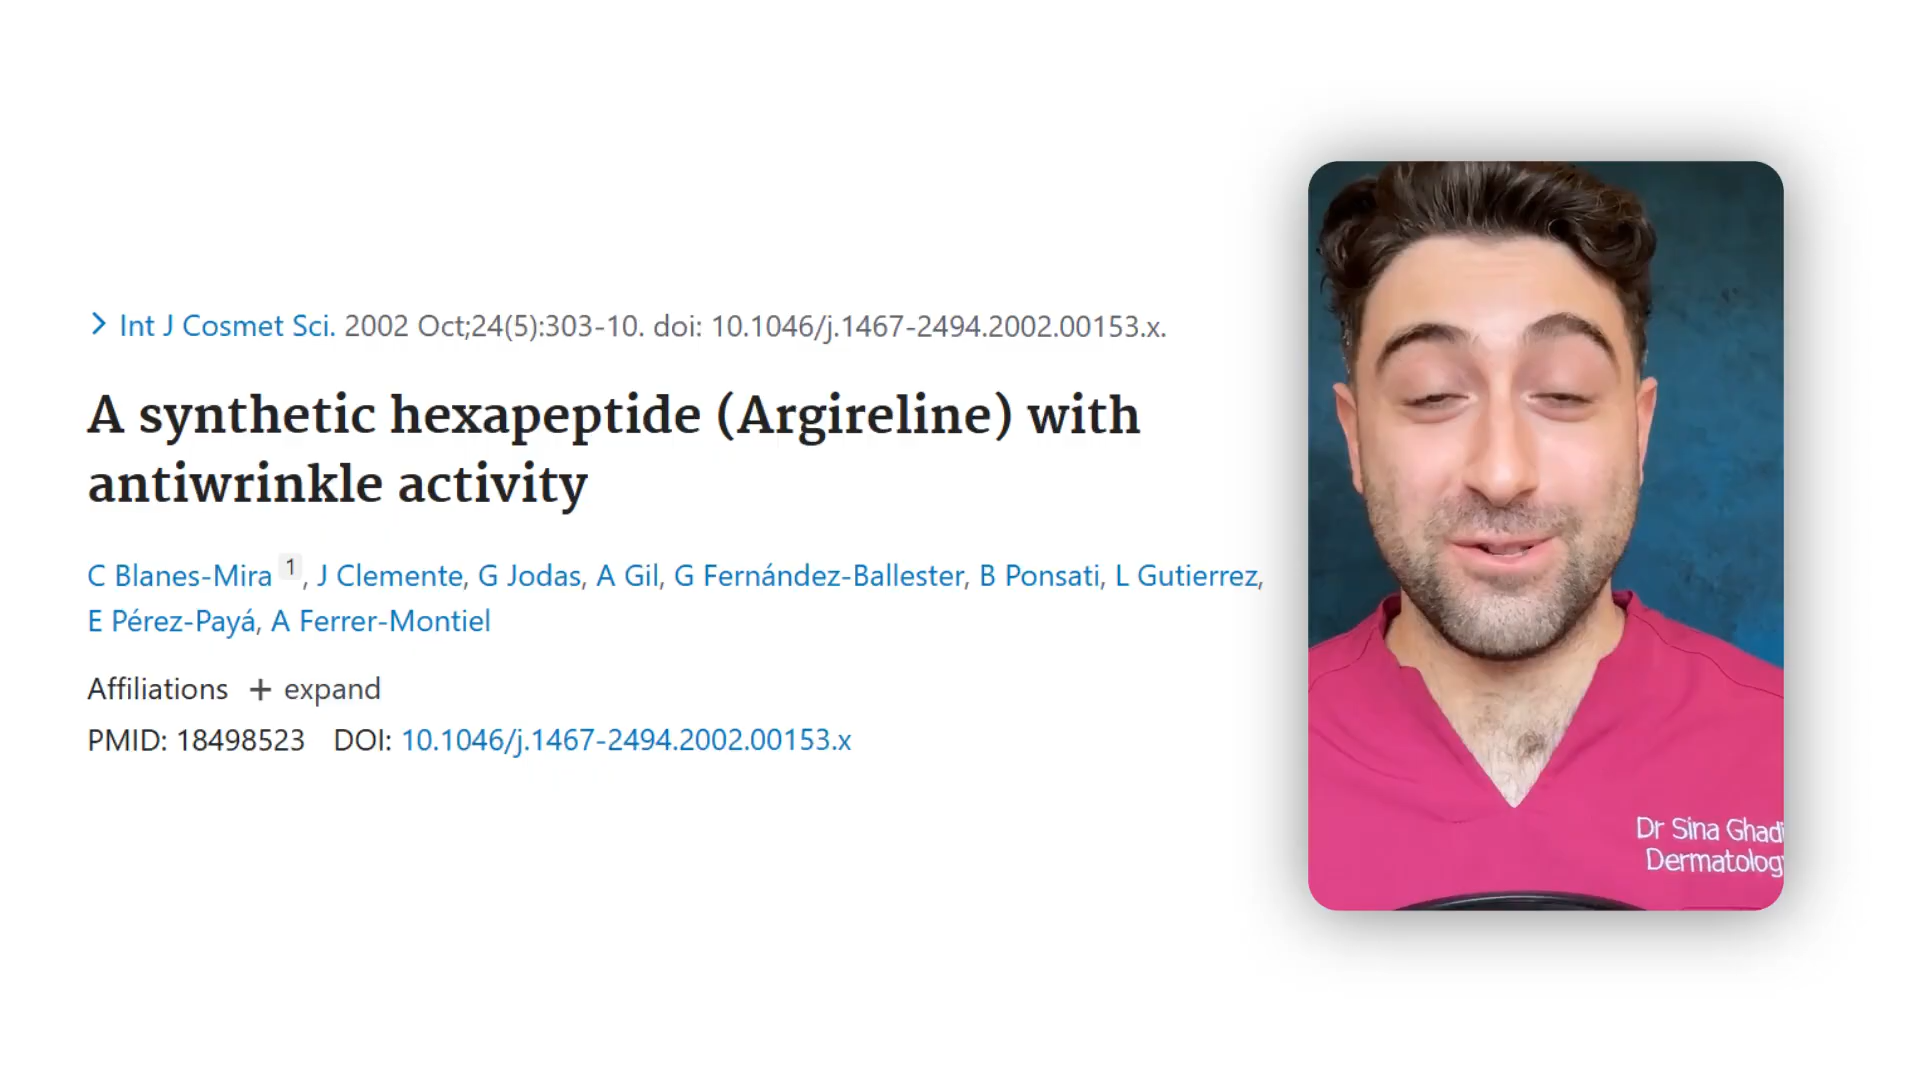 Int J Cosmet Sci. 2002 Oct;24(5):303-10. doi: 10.1046/j.1467-2494.2002.00153.x.
A synthetic hexapeptide (Argireline) with
antiwrinkle activity
C Blanes-Mira 1, J Clemente, G Jodas, A Gil, G Fernández-Ballester, B Ponsati, L Gutierrez,
E Pérez-Payá, A Ferrer-Montiel
Affiliations + expand
PMID: 18498523 DOI: 10.1046/j.1467-2494.2002.00153.x
Dr Sina Ghadi
Dermatology